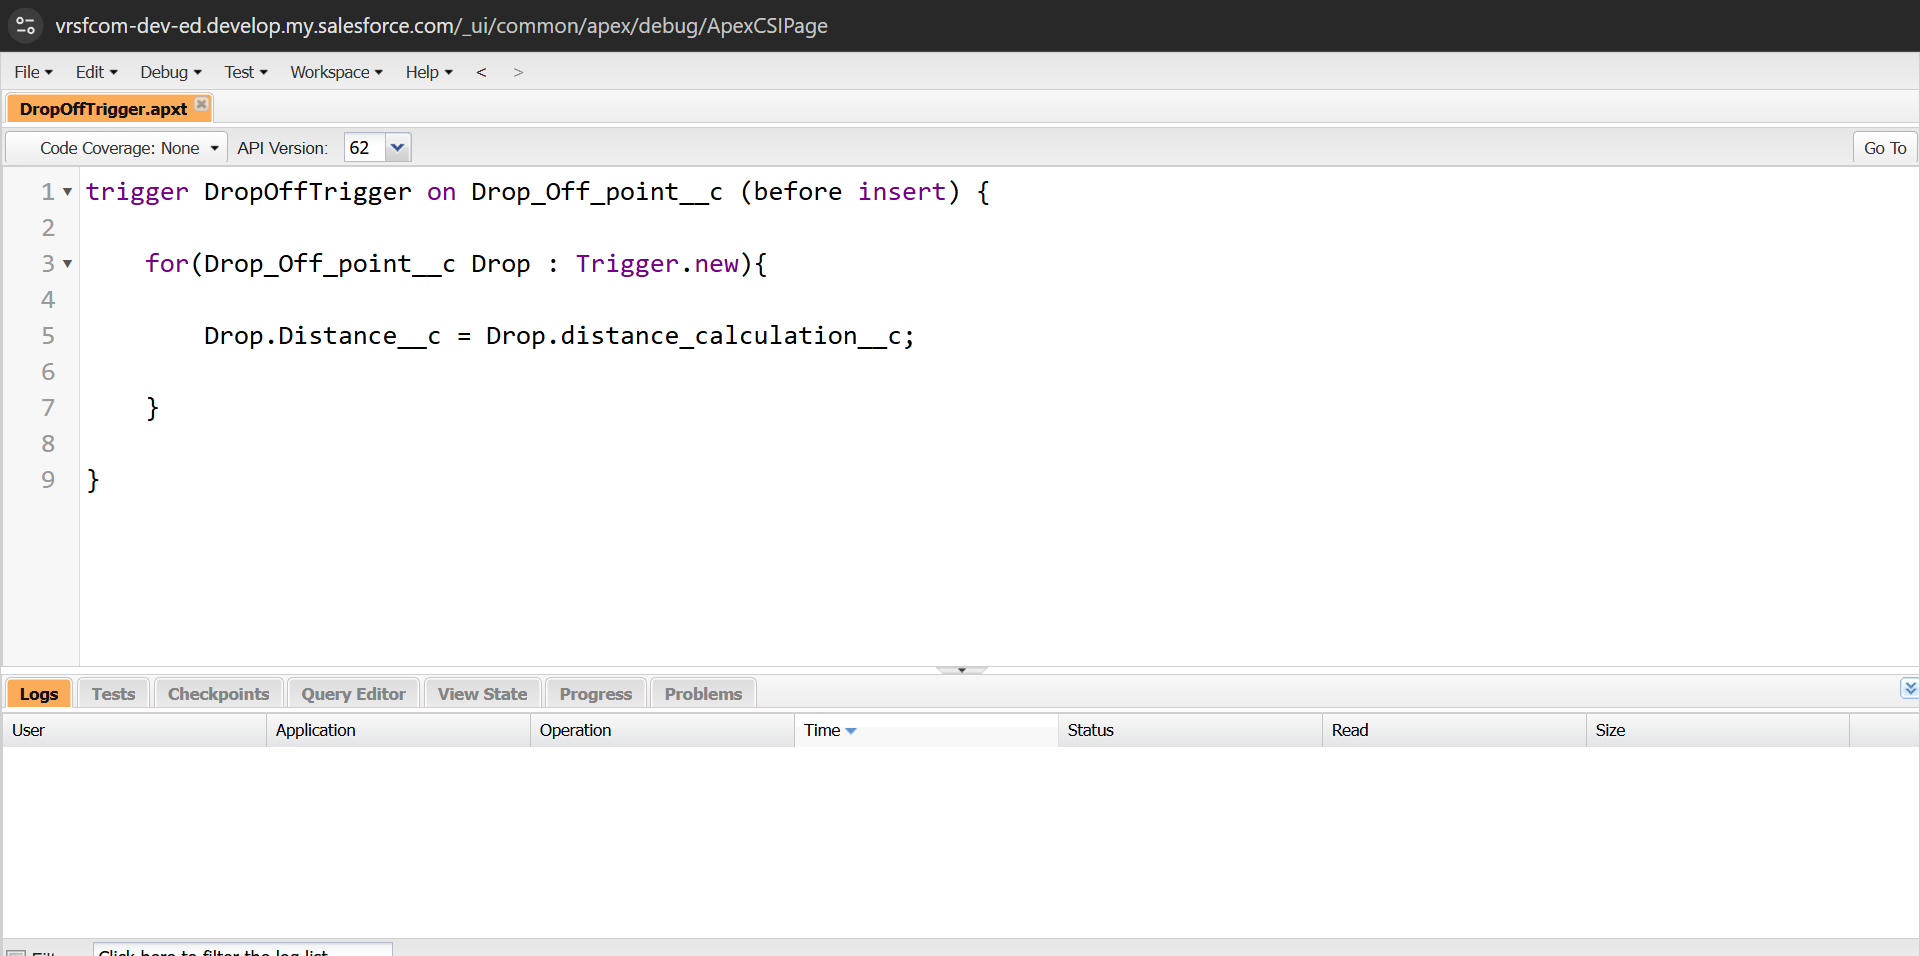 vrsfcom-dev-ed.develop.my.salesforce.com/_ui/common/apex/debug/ApexCSIPage
File Edit Debug Test Workspace Help < >
DropOffTrigger.apxt
Code Coverage: None API Version: 62 Go To
1 trigger DropOffTrigger on Drop_Off_point__c (before insert) {
2
3 for(Drop_Off_point__c Drop : Trigger.new){
4
5 Drop.Distance__c = Drop.distance_calculation__c;
6
7 }
8
9 }
Logs Tests Checkpoints Query Editor View State Progress Problems
User Application Operation Time Status Read Size
Click here to filter the log list